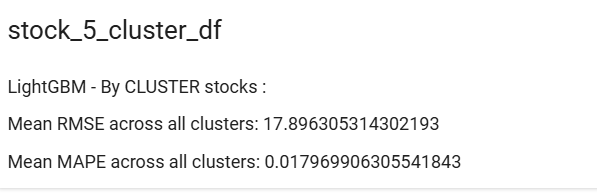 stock_5_cluster_df
LightGBM - By CLUSTER stocks :
Mean RMSE across all clusters: 17.896305314302193
Mean MAPE across all clusters: 0.017969906305541843